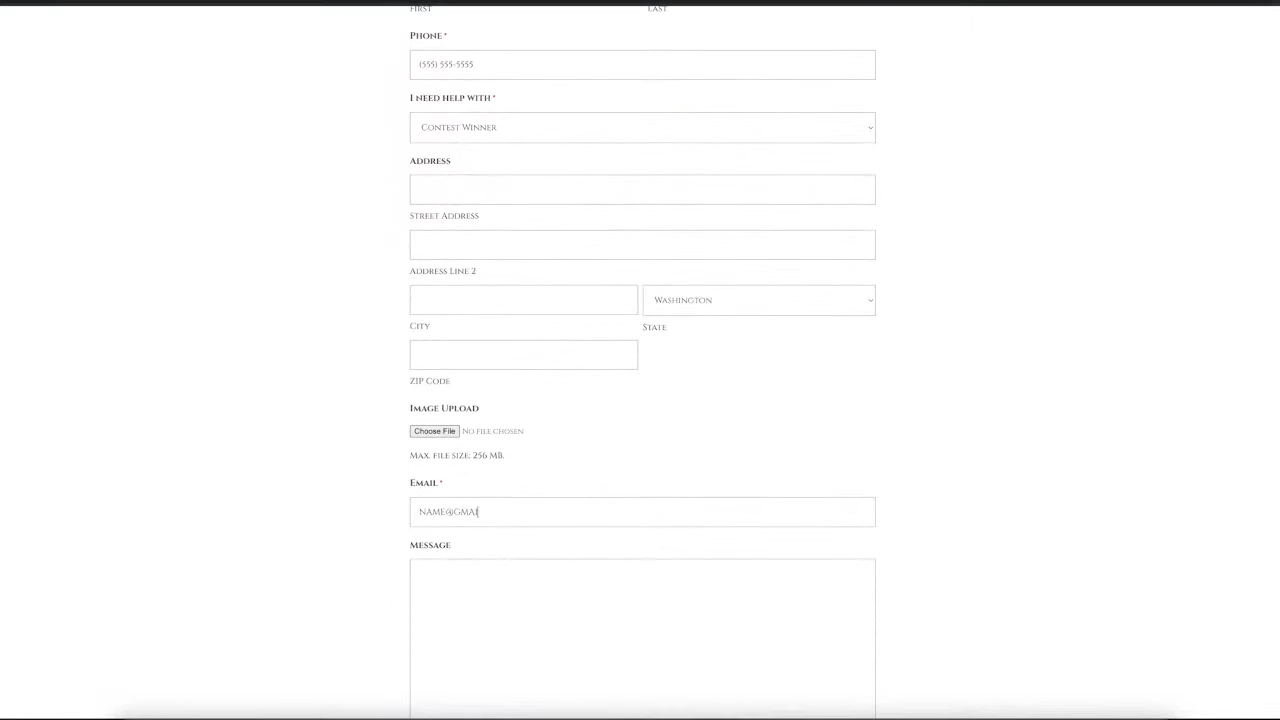 First Last
Phone *
(555) 555-5555
I need help with *
Contest Winner
Address
Street Address
Address Line 2
Washington
City State
ZIP Code
Image Upload
Choose File No file chosen
Max. file size: 256 MB.
Email *
NAME@GMAI
Message